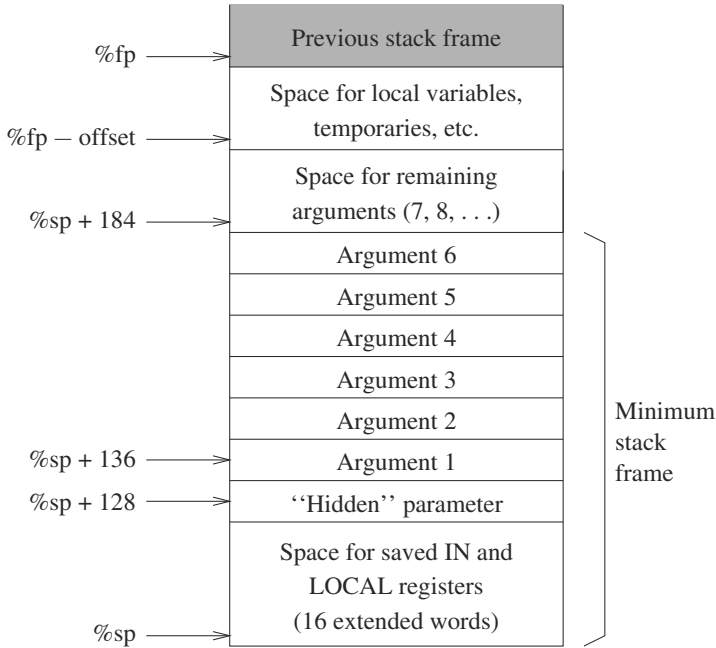 Previous stack frame
%fp
Space for local variables,
temporaries, etc.
%fp − offset
Space for remaining
arguments (7, 8, . . .)
%sp + 184
Argument 6
Argument 5
Argument 4
Argument 3
Argument 2
%sp + 136
Argument 1
%sp + 128
‘‘Hidden’’ parameter
Space for saved IN and
LOCAL registers
(16 extended words)
%sp
Minimum
stack
frame